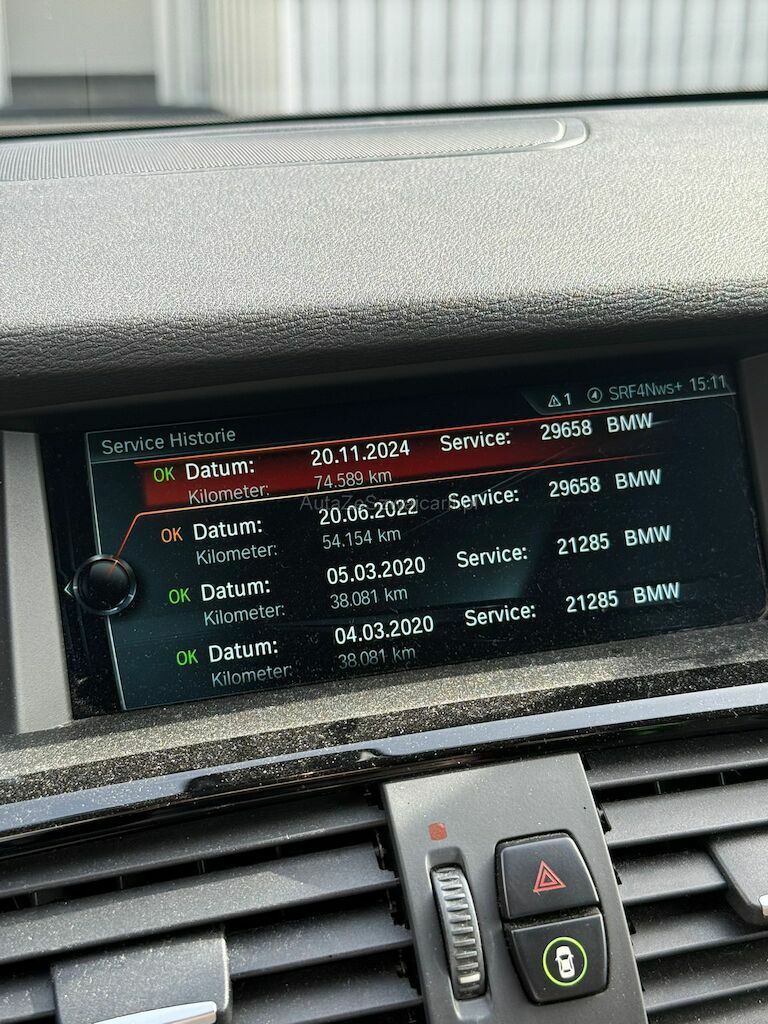 ⚠1 SRF4Nws+ 15:11
Service Historie
OK Datum: 20.11.2024 Service: 29658 BMW
Kilometer: 74.589 km
OK Datum: 20.06.2022 Service: 29658 BMW
Kilometer: 54.154 km
OK Datum: 05.03.2020 Service: 21285 BMW
Kilometer: 38.081 km
OK Datum: 04.03.2020 Service: 21285 BMW
Kilometer: 38.081 km